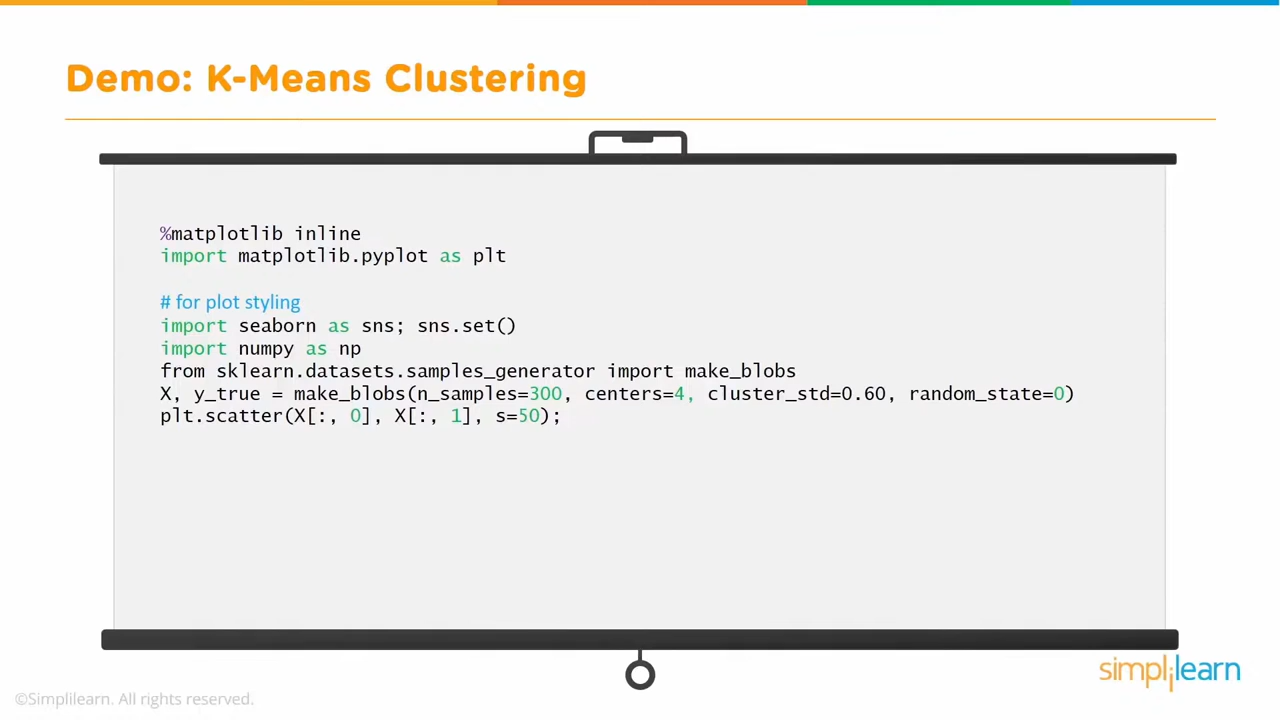 Demo: K-Means Clustering
%matplotlib inline
import matplotlib.pyplot as plt
# for plot styling
import seaborn as sns; sns.set()
import numpy as np
from sklearn.datasets.samples_generator import make_blobs
X, y_true = make_blobs(n_samples=300, centers=4, cluster_std=0.60, random_state=0)
plt.scatter(X[:, 0], X[:, 1], s=50);
simplilearn
©Simplilearn. All rights reserved.